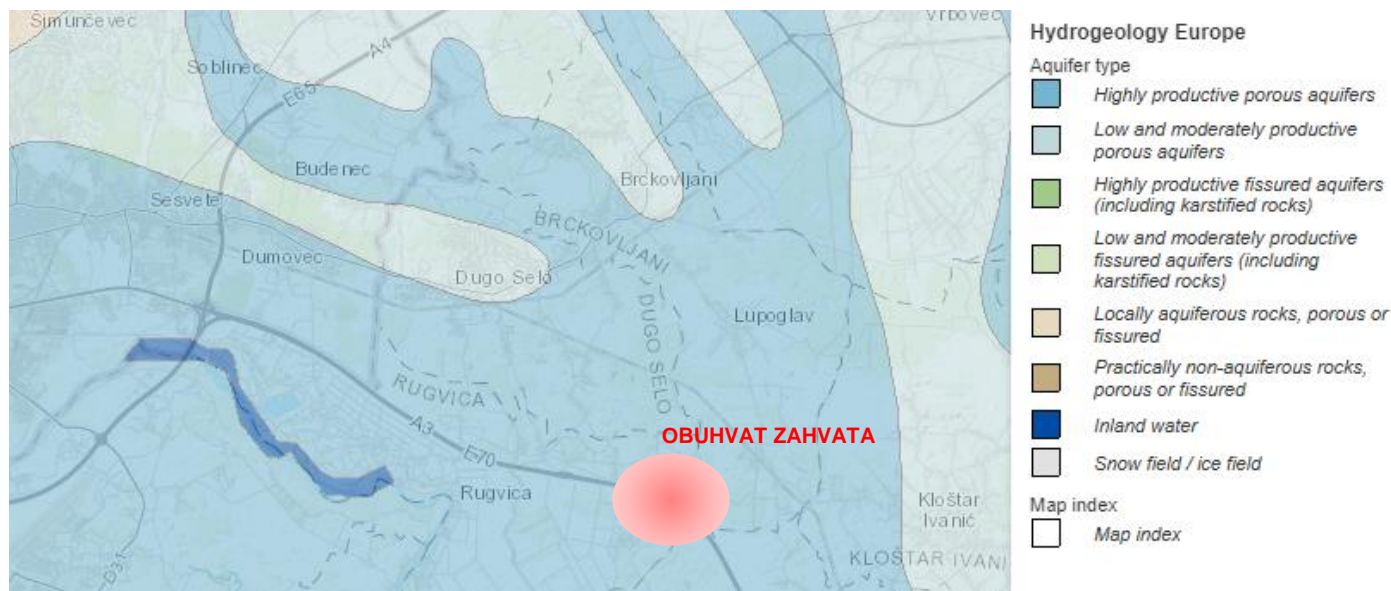 Šimunčevec
Vrbovec
A4
Soblinec
E65
Buđenec
Brckovljani
Sesvete
BRCKOVLJANI
Dumovec
Dugo Selo
DUGO SELO
Lupoglav
RUGVICA
A3
E-70
OBUHVAT ZAHVATA
Rugvica
Kloštar
Ivanić
KLOŠTAR IVANI
D3
Hydrogeology Europe
Aquifer type
Highly productive porous aquifers
Low and moderately productive
porous aquifers
Highly productive fissured aquifers
(including karstified rocks)
Low and moderately productive
fissured aquifers (including
karstified rocks)
Locally aquiferous rocks, porous or
fissured
Practically non-aquiferous rocks,
porous or fissured
Inland water
Snow field / ice field
Map index
Map index